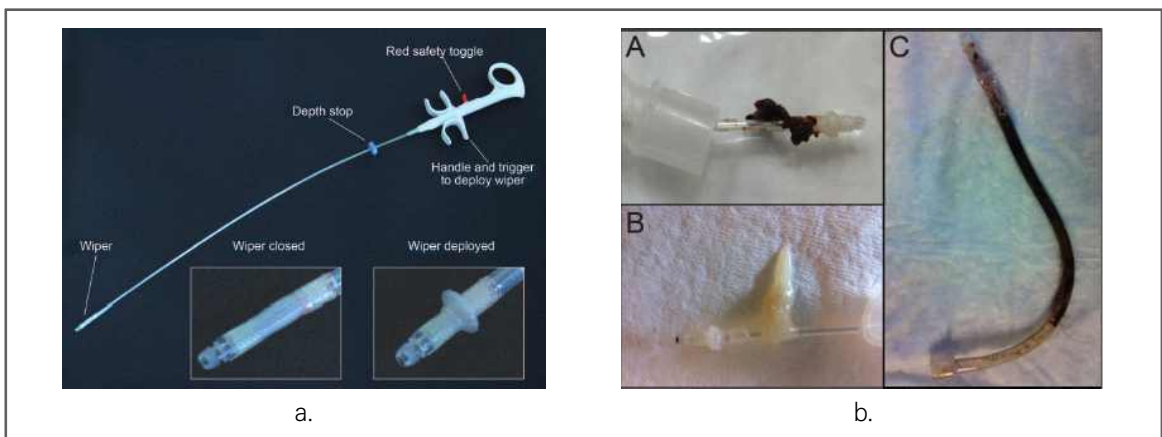 Red safety toggle
Depth stop
Handle and trigger
to deploy wiper
Wiper
Wiper closed
Wiper deployed
a.
A
B
C
b.